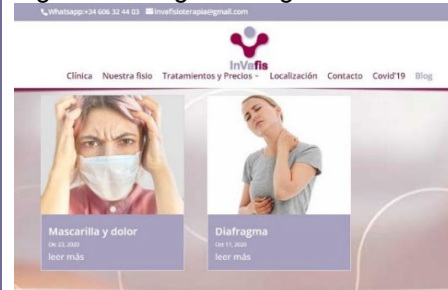 Whatsapp:+34 606 32 44 03 invafisioterapia@gmail.com
InVafis
Clínica Nuestra fisio Tratamientos y Precios Localización Contacto Covid'19 Blog
Mascarilla y dolor
Dic 23, 2020
leer más
Diafragma
Oct 11, 2020
leer más